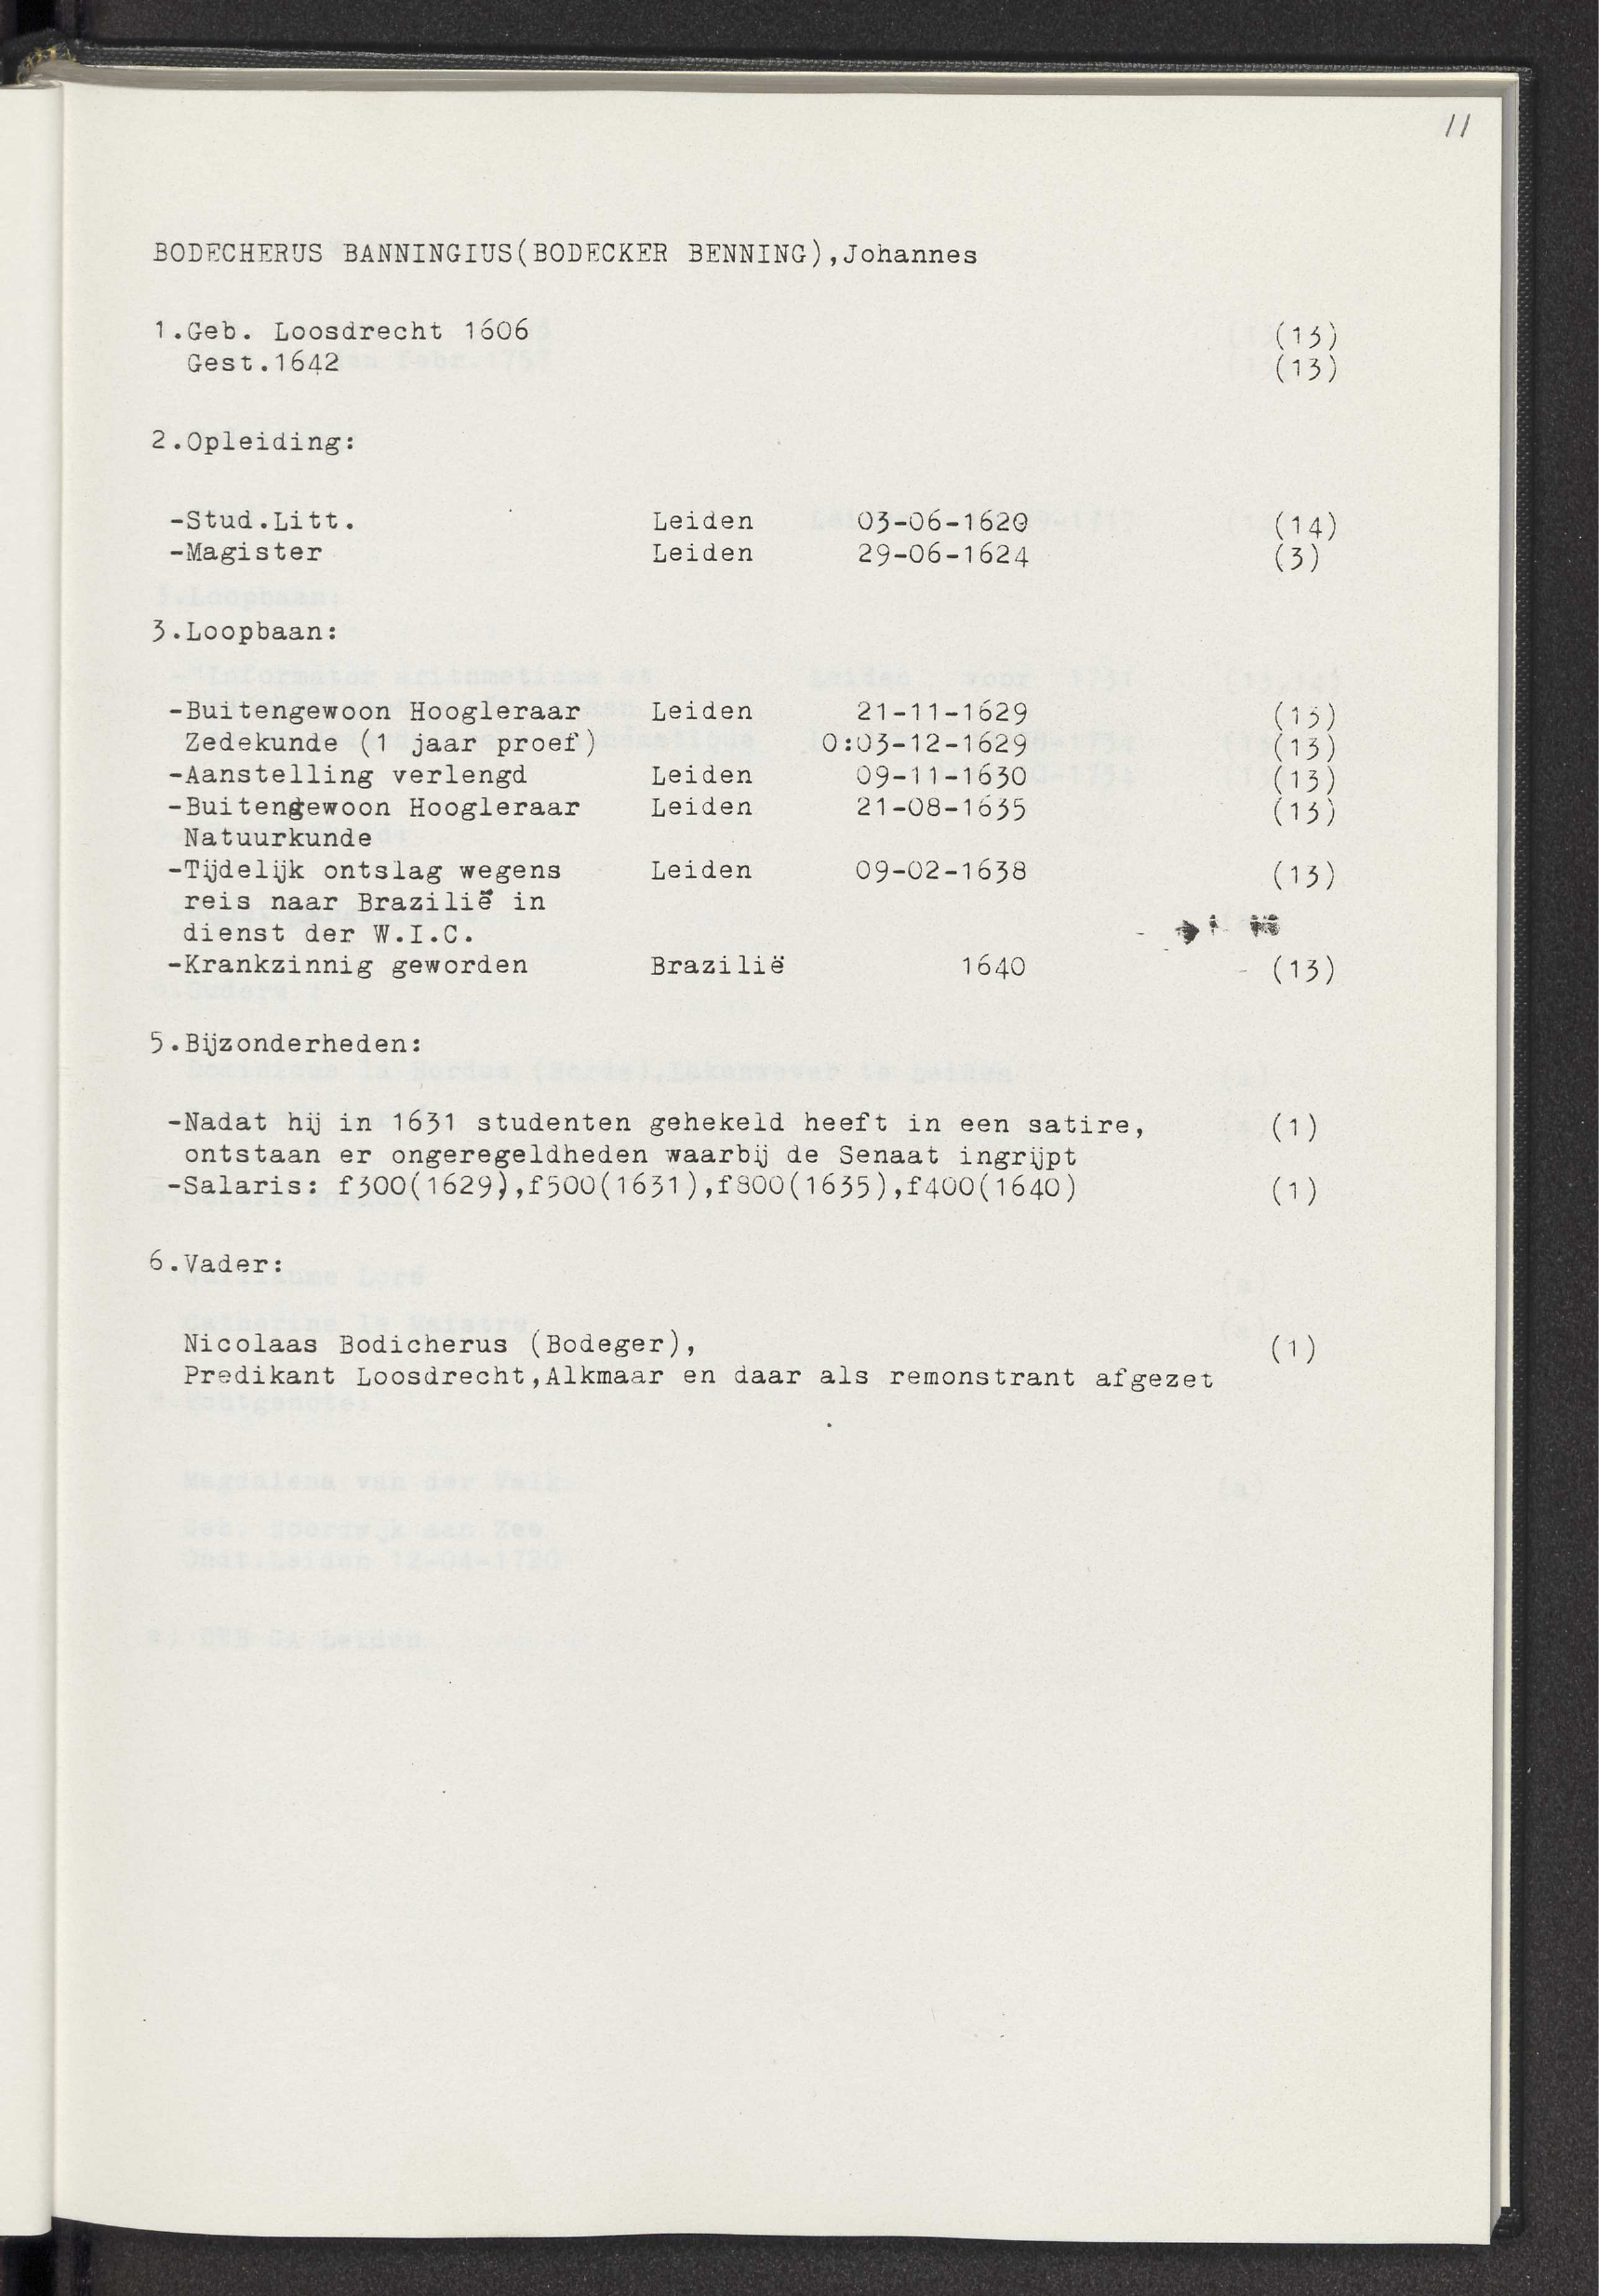 11
BODECHERUS BANNINGIUS(BODECKER BENNING),Johannes
1.Geb. Loosdrecht 1606 (13)
Gest.1642 (13)
2.Opleiding:
-Stud.Litt. Leiden 03-06-1620 (14)
-Magister Leiden 29-06-1624 (3)
3.Loopbaan:
-Buitengewoon Hoogleraar Leiden 21-11-1629 (13)
Zedekunde (1 jaar proef) O:03-12-1629 (13)
-Aanstelling verlengd Leiden 09-11-1630 (13)
-Buitengewoon Hoogleraar Leiden 21-08-1635 (13)
Natuurkunde
-Tijdelijk ontslag wegens Leiden 09-02-1638 (13)
reis naar Brazilië in
dienst der W.I.C.
-Krankzinnig geworden Brazilië 1640 (13)
5.Bijzonderheden:
-Nadat hij in 1631 studenten gehekeld heeft in een satire, (1)
ontstaan er ongeregeldheden waarbij de Senaat ingrijpt
-Salaris: f300(1629),f500(1631),f800(1635),f400(1640) (1)
6.Vader:
Nicolaas Bodicherus (Bodeger), (1)
Predikant Loosdrecht,Alkmaar en daar als remonstrant afgezet